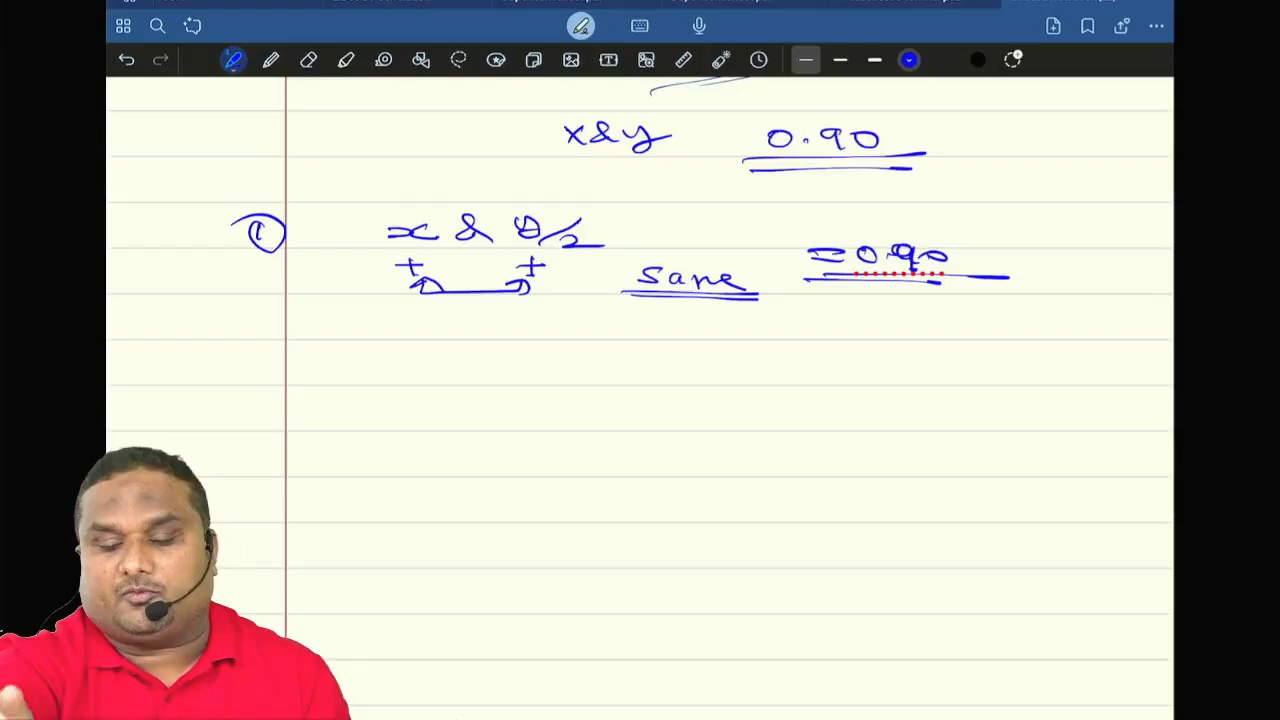 x&y 0.90
① x & y/2 = 0.90
+ + Same